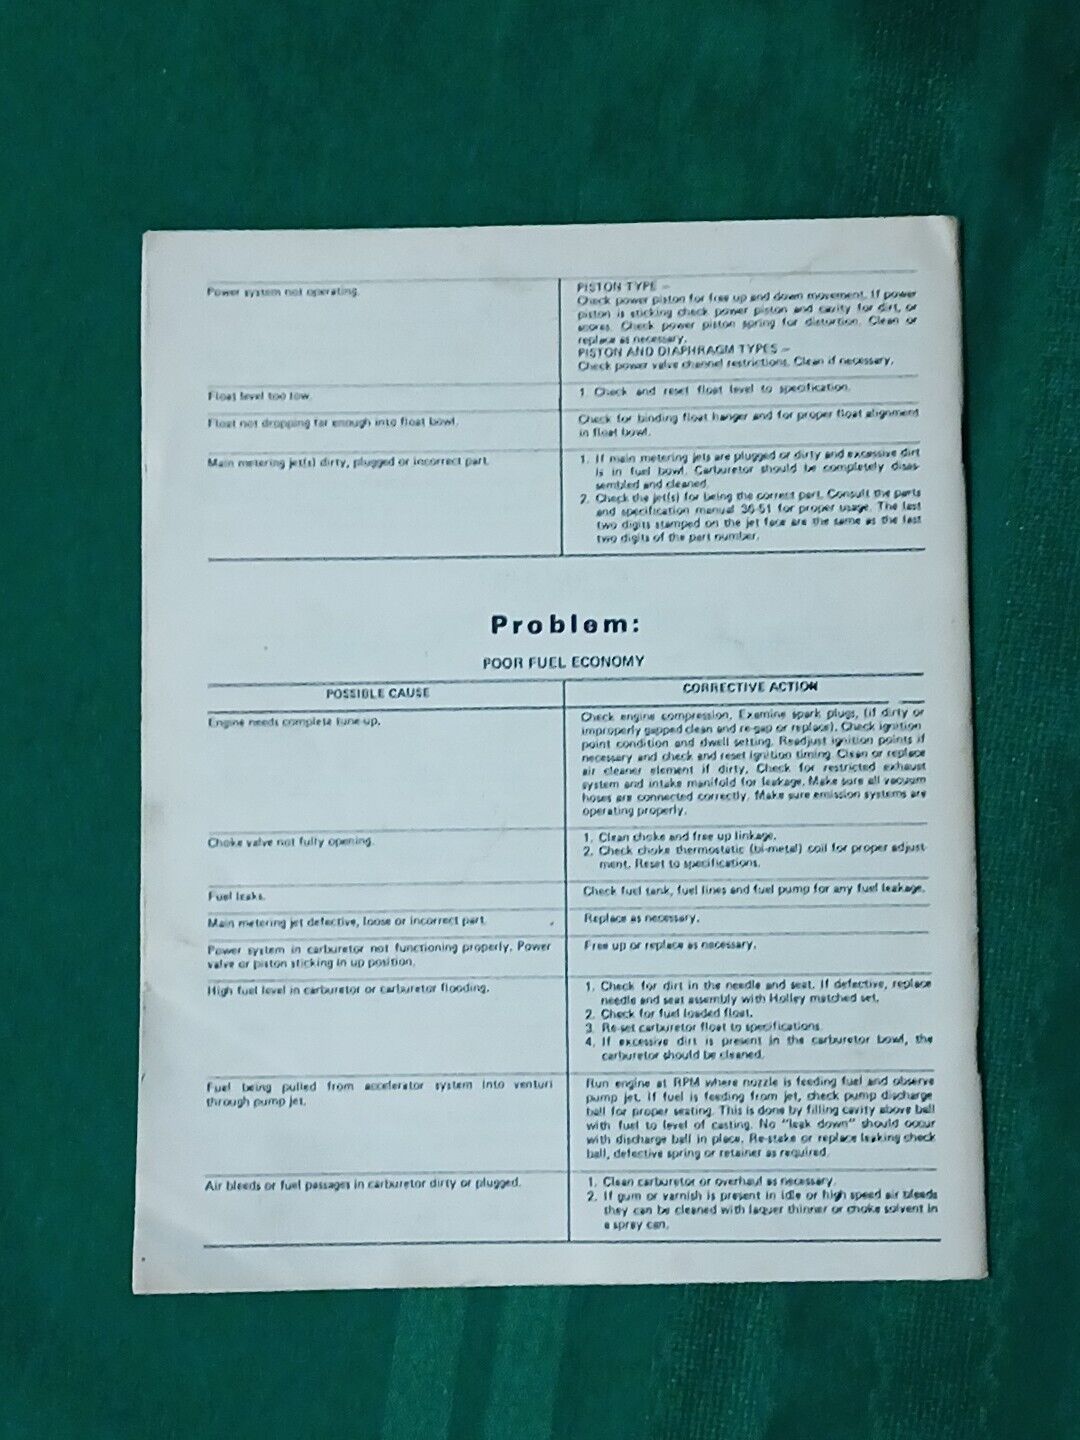 Power system not operating.
PISTON TYPE –
Check power piston for free up and down movement. If power
piston is sticking check power piston and cavity for dirt, or
scores. Check power piston spring for distortion. Clean or
replace as necessary.
PISTON AND DIAPHRAGM TYPES –
Check power valve channel restrictions. Clean if necessary.
Float level too low.
1. Check and reset float level to specification.
Float not dropping far enough into float bowl.
Check for binding float hanger and for proper float alignment
in float bowl.
Main metering jet(s) dirty, plugged or incorrect part.
1. If main metering jets are plugged or dirty and excessive dirt
is in fuel bowl. Carburetor should be completely disas-
sembled and cleaned.
2. Check the jet(s) for being the correct part. Consult the parts
and specification manual 36-51 for proper usage. The last
two digits stamped on the jet face are the same as the last
two digits of the part number.
Problem:
POOR FUEL ECONOMY
POSSIBLE CAUSE
CORRECTIVE ACTION
Engine needs complete tune-up.
Check engine compression. Examine spark plugs, (if dirty or
improperly gapped clean and re-gap or replace). Check ignition
point condition and dwell setting. Readjust ignition points if
necessary and check and reset ignition timing. Clean or replace
air cleaner element if dirty. Check for restricted exhaust
system and intake manifold for leakage. Make sure all vacuum
hoses are connected correctly. Make sure emission systems are
operating properly.
Choke valve not fully opening.
1. Clean choke and free up linkage.
2. Check choke thermostatic (bi-metal) coil for proper adjust-
ment. Reset to specifications.
Fuel leaks.
Check fuel tank, fuel lines and fuel pump for any fuel leakage.
Main metering jet defective, loose or incorrect part.
Replace as necessary.
Power system in carburetor not functioning properly. Power
valve or piston sticking in up position.
Free up or replace as necessary.
High fuel level in carburetor or carburetor flooding.
1. Check for dirt in the needle and seat. If defective, replace
needle and seat assembly with Holley matched set.
2. Check for fuel loaded float.
3. Re-set carburetor float to specifications.
4. If excessive dirt is present in the carburetor bowl, the
carburetor should be cleaned.
Fuel being pulled from accelerator system into venturi
through pump jet.
Run engine at RPM where nozzle is feeding fuel and observe
pump jet. If fuel is feeding from jet, check pump discharge
ball for proper seating. This is done by filling cavity above ball
with fuel to level of casting. No "leak down" should occur
with discharge ball in place. Re-stake or replace leaking check
ball, defective spring or retainer as required.
Air bleeds or fuel passages in carburetor dirty or plugged.
1. Clean carburetor or overhaul as necessary.
2. If gum or varnish is present in idle or high speed air bleeds
they can be cleaned with laquer thinner or choke solvent in
a spray can.